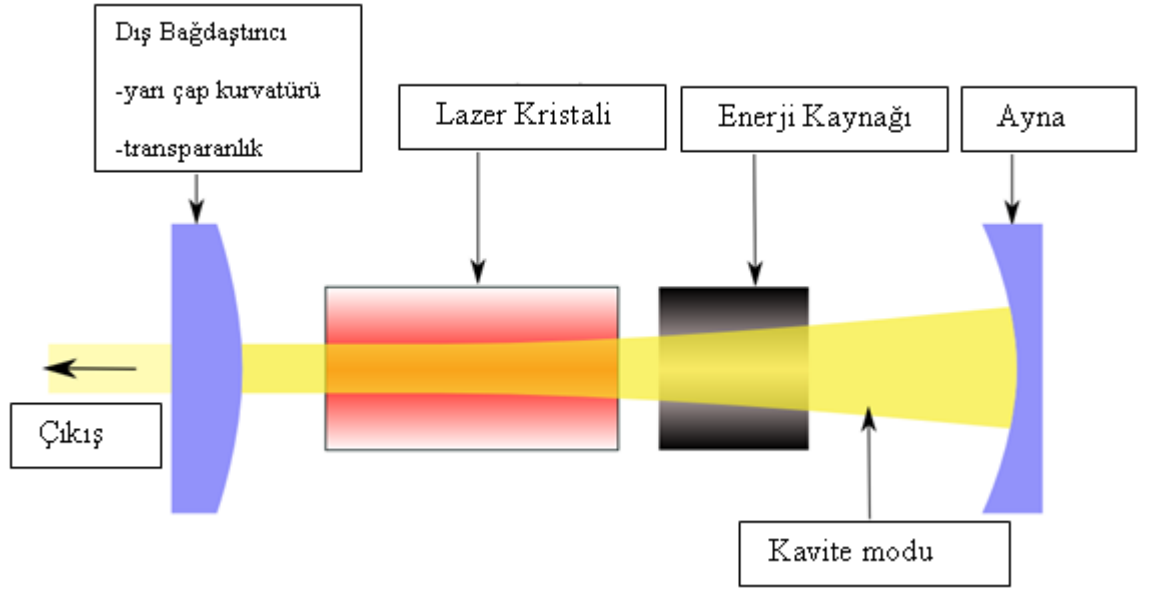 Dış Bağdaştırıcı
-yarı çap kurvatürü
-transparanlık
Lazer Kristali
Enerji Kaynağı
Ayna
Çıkış
Kavite modu